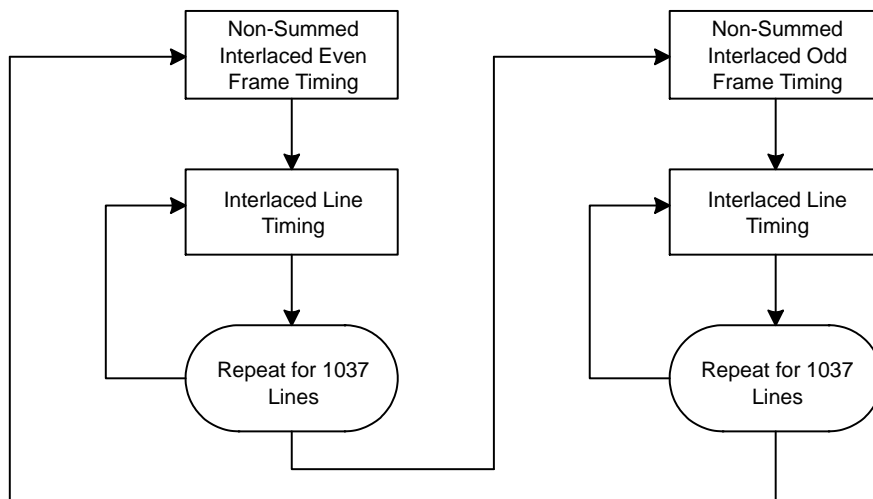 Non-Summed
Interlaced Even
Frame Timing
Interlaced Line
Timing
Repeat for 1037
Lines
Non-Summed
Interlaced Odd
Frame Timing
Interlaced Line
Timing
Repeat for 1037
Lines